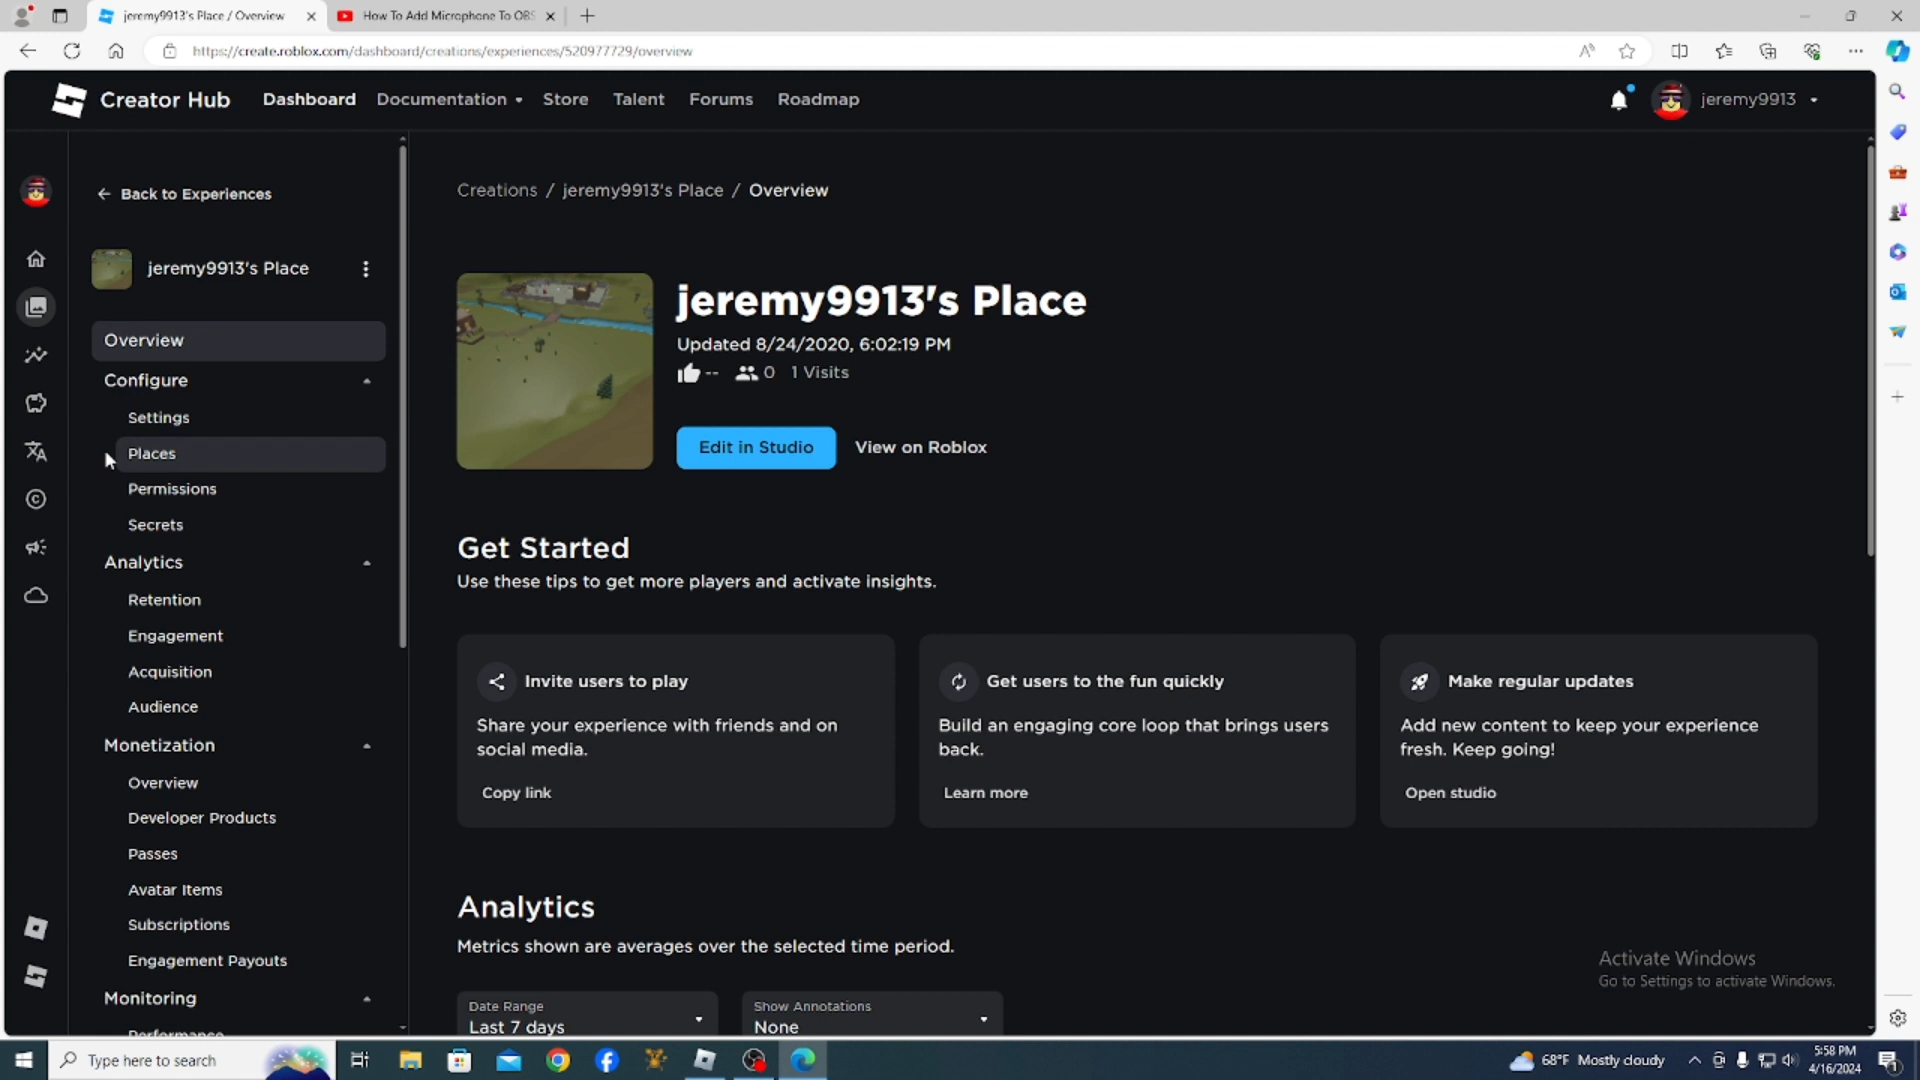 jeremy9913's Place / Overview
How To Add Microphone To OBS
https://create.roblox.com/dashboard/creations/experiences/520977729/overview
Creator Hub
Dashboard
Documentation
Store
Talent
Forums
Roadmap
jeremy9913
Back to Experiences
jeremy9913's Place
Overview
Configure
Settings
Places
Permissions
Secrets
Analytics
Retention
Engagement
Acquisition
Audience
Monetization
Overview
Developer Products
Passes
Avatar Items
Subscriptions
Engagement Payouts
Monitoring
Performance
Creations / jeremy9913's Place / Overview
jeremy9913's Place
Updated 8/24/2020, 6:02:19 PM
-- 0 1 Visits
Edit in Studio
View on Roblox
Get Started
Use these tips to get more players and activate insights.
Invite users to play
Share your experience with friends and on
social media.
Copy link
Get users to the fun quickly
Build an engaging core loop that brings users
back.
Learn more
Make regular updates
Add new content to keep your experience
fresh. Keep going!
Open studio
Analytics
Metrics shown are averages over the selected time period.
Date Range
Last 7 days
Show Annotations
None
Activate Windows
Go to Settings to activate Windows.
Type here to search
68°F Mostly cloudy
5:58 PM
4/16/2024